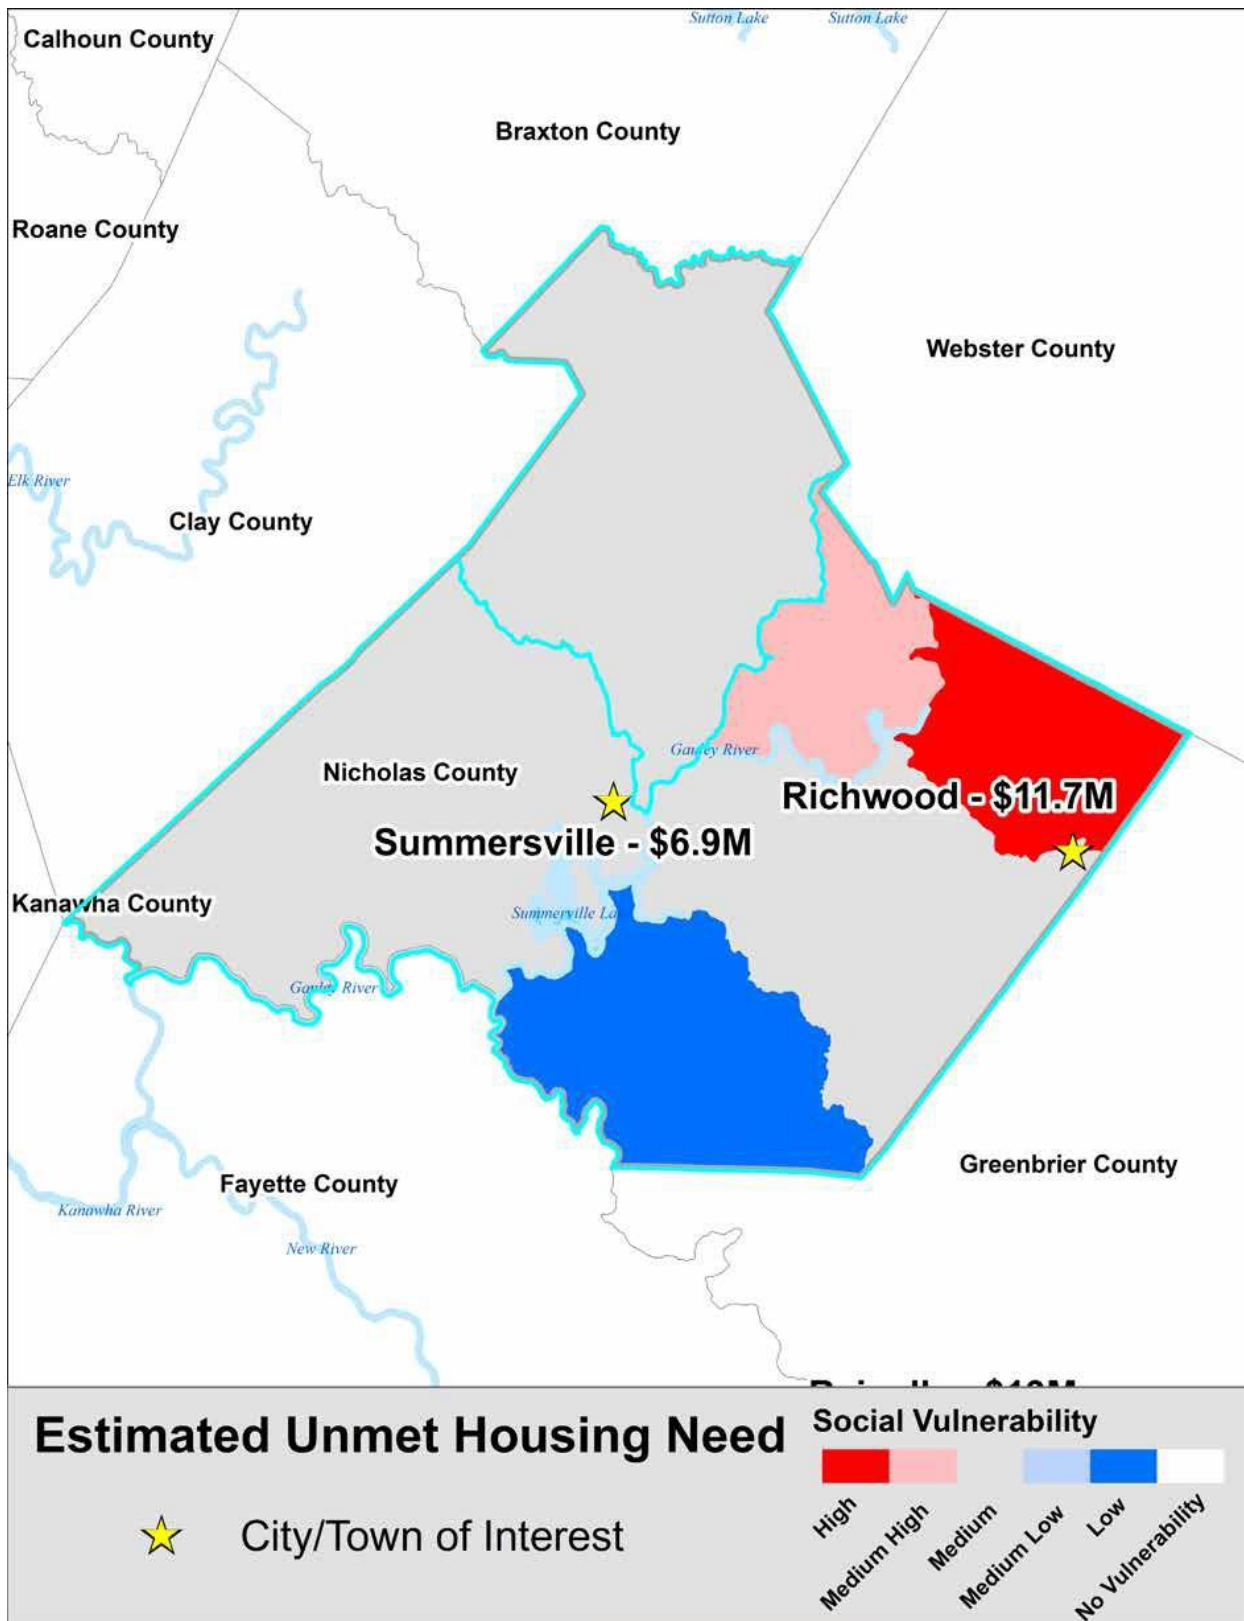 Sutton Lake
Sutton Lake
Calhoun County
Braxton County
Roane County
Webster County
Elk River
Clay County
Gauley River
Nicholas County
Richwood - $11.7M
Summersville - $6.9M
Kanawha County
Summerville La
Gauley River
Greenbrier County
Fayette County
Kanawha River
New River
Estimated Unmet Housing Need
City/Town of Interest
Social Vulnerability
High
Medium High
Medium
Medium Low
Low
No Vulnerability